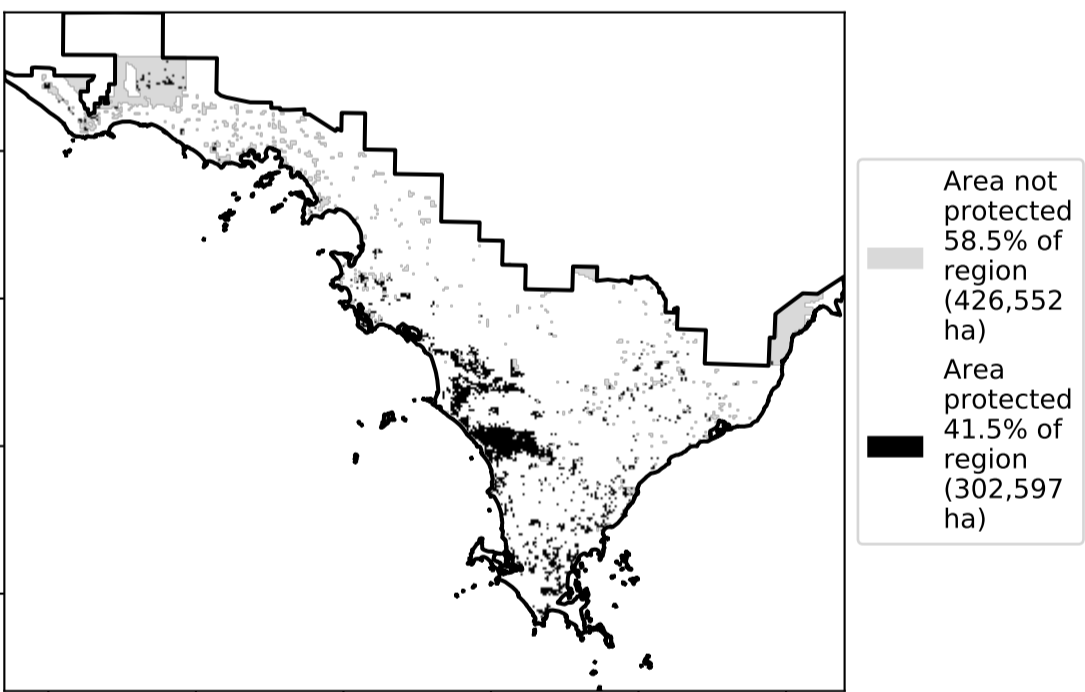 Area not
protected
58.5% of
region
(426,552
ha)
Area
protected
41.5% of
region
(302,597
ha)